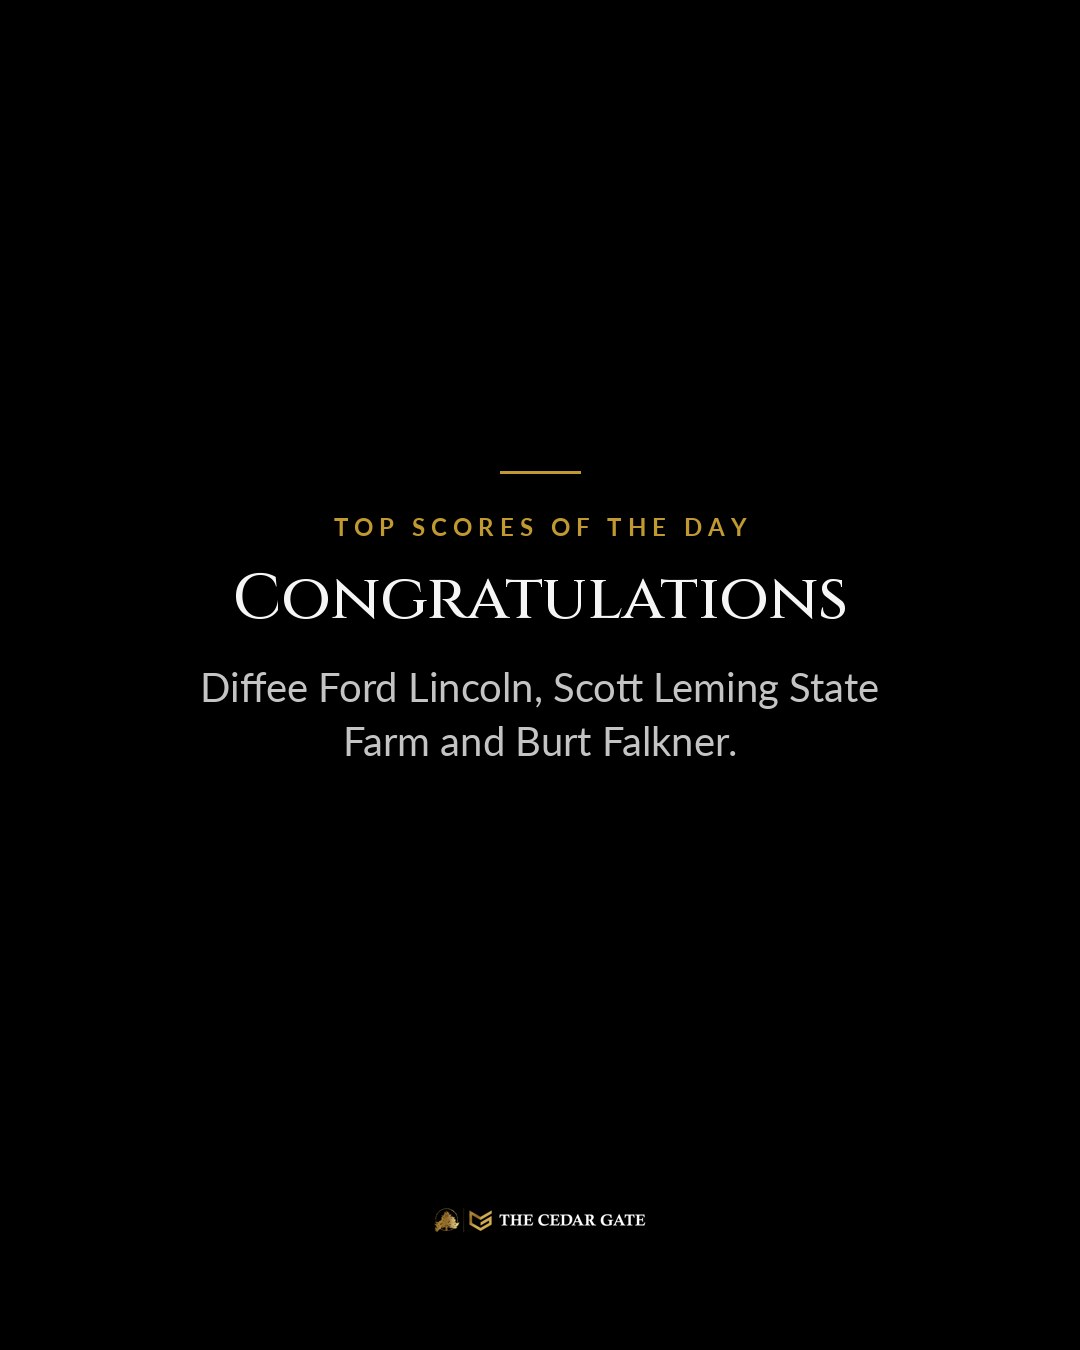 TOP SCORES OF THE DAY
Congratulations
Diffee Ford Lincoln, Scott Leming State
Farm and Burt Falkner.
THE CEDAR GATE